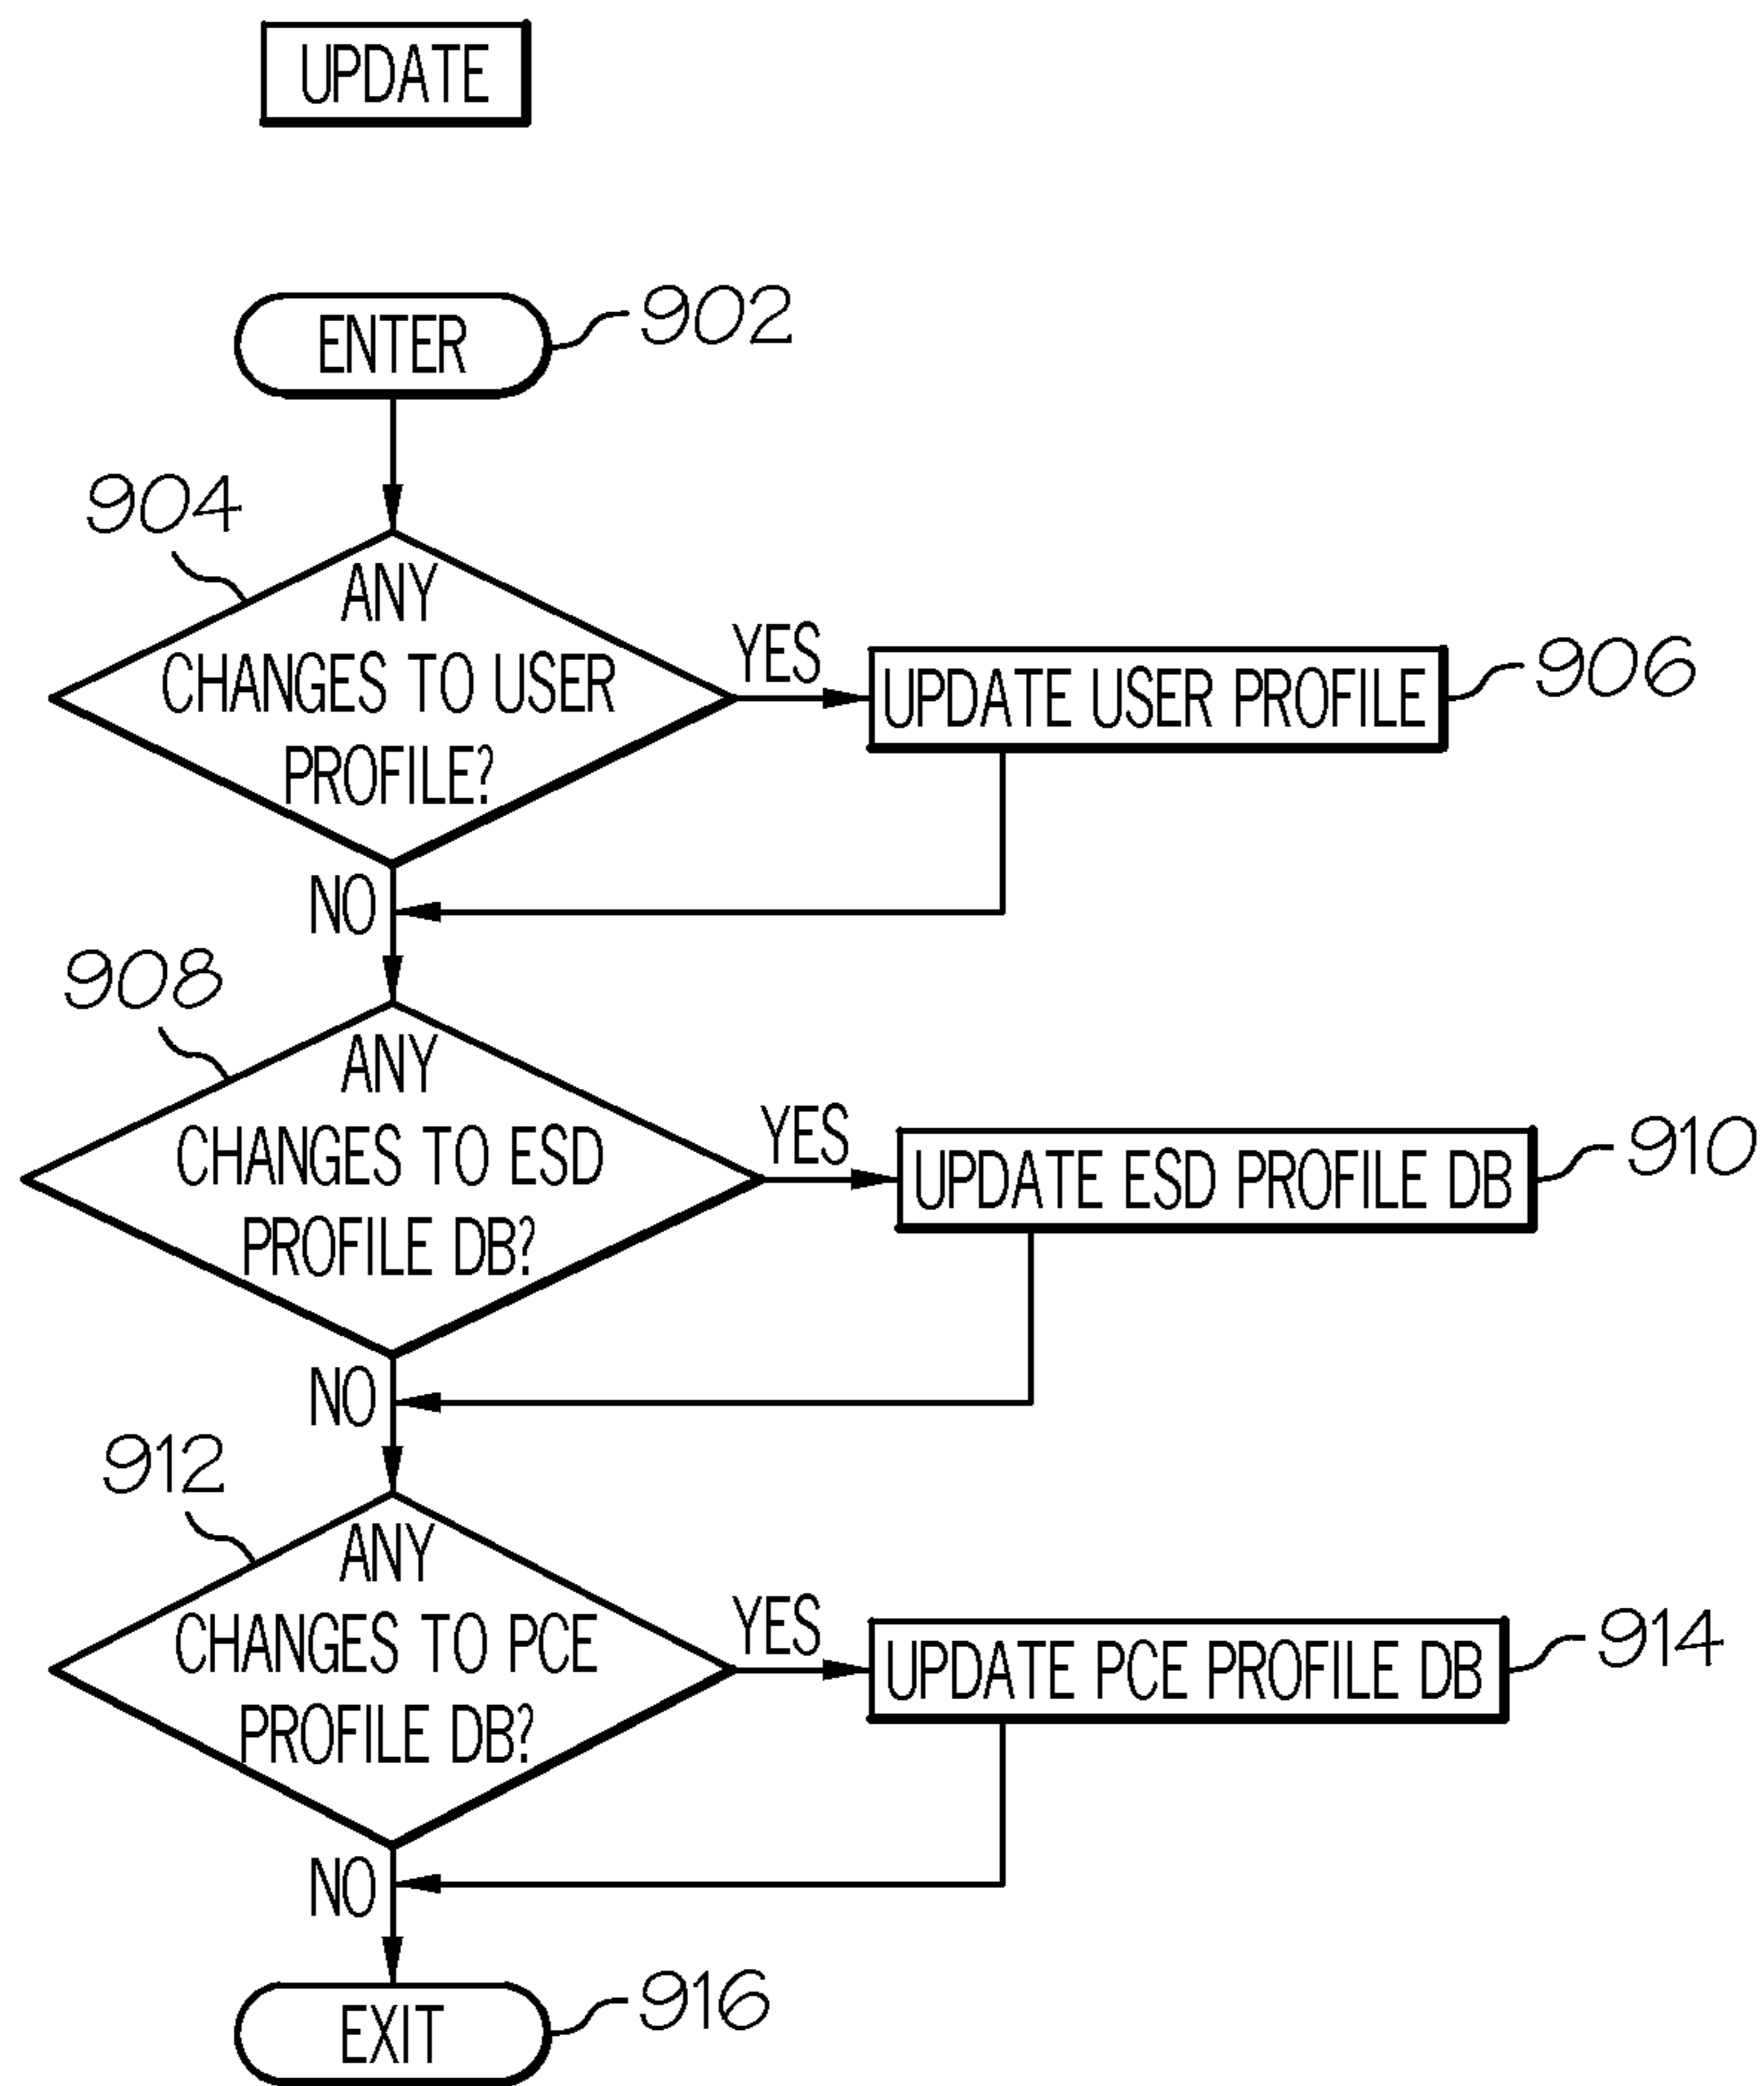 UPDATE
ENTER
902
904
ANY
CHANGES TO USER
PROFILE?
YES
UPDATE USER PROFILE
906
NO
908
ANY
CHANGES TO ESD
PROFILE DB?
YES
UPDATE ESD PROFILE DB
910
NO
912
ANY
CHANGES TO PCE
PROFILE DB?
YES
UPDATE PCE PROFILE DB
914
NO
EXIT
916